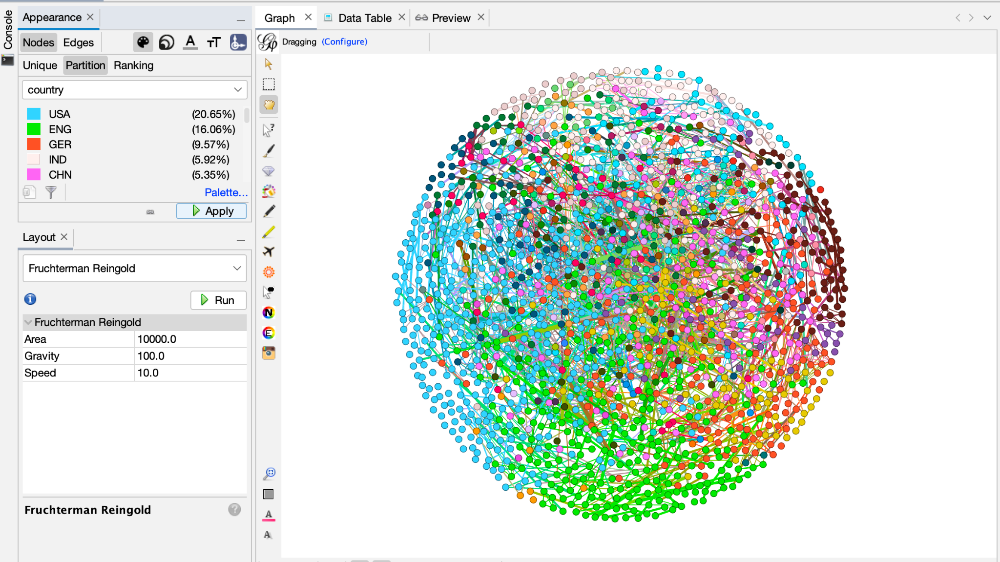 Console
Appearance
Nodes Edges
Unique Partition Ranking
country
USA (20.65%)
ENG (16.06%)
GER (9.57%)
IND (5.92%)
CHN (5.35%)
Palette...
Apply
Layout
Fruchterman Reingold
Run
Fruchterman Reingold
Area 10000.0
Gravity 100.0
Speed 10.0
Fruchterman Reingold
Graph Data Table Preview
Dragging (Configure)